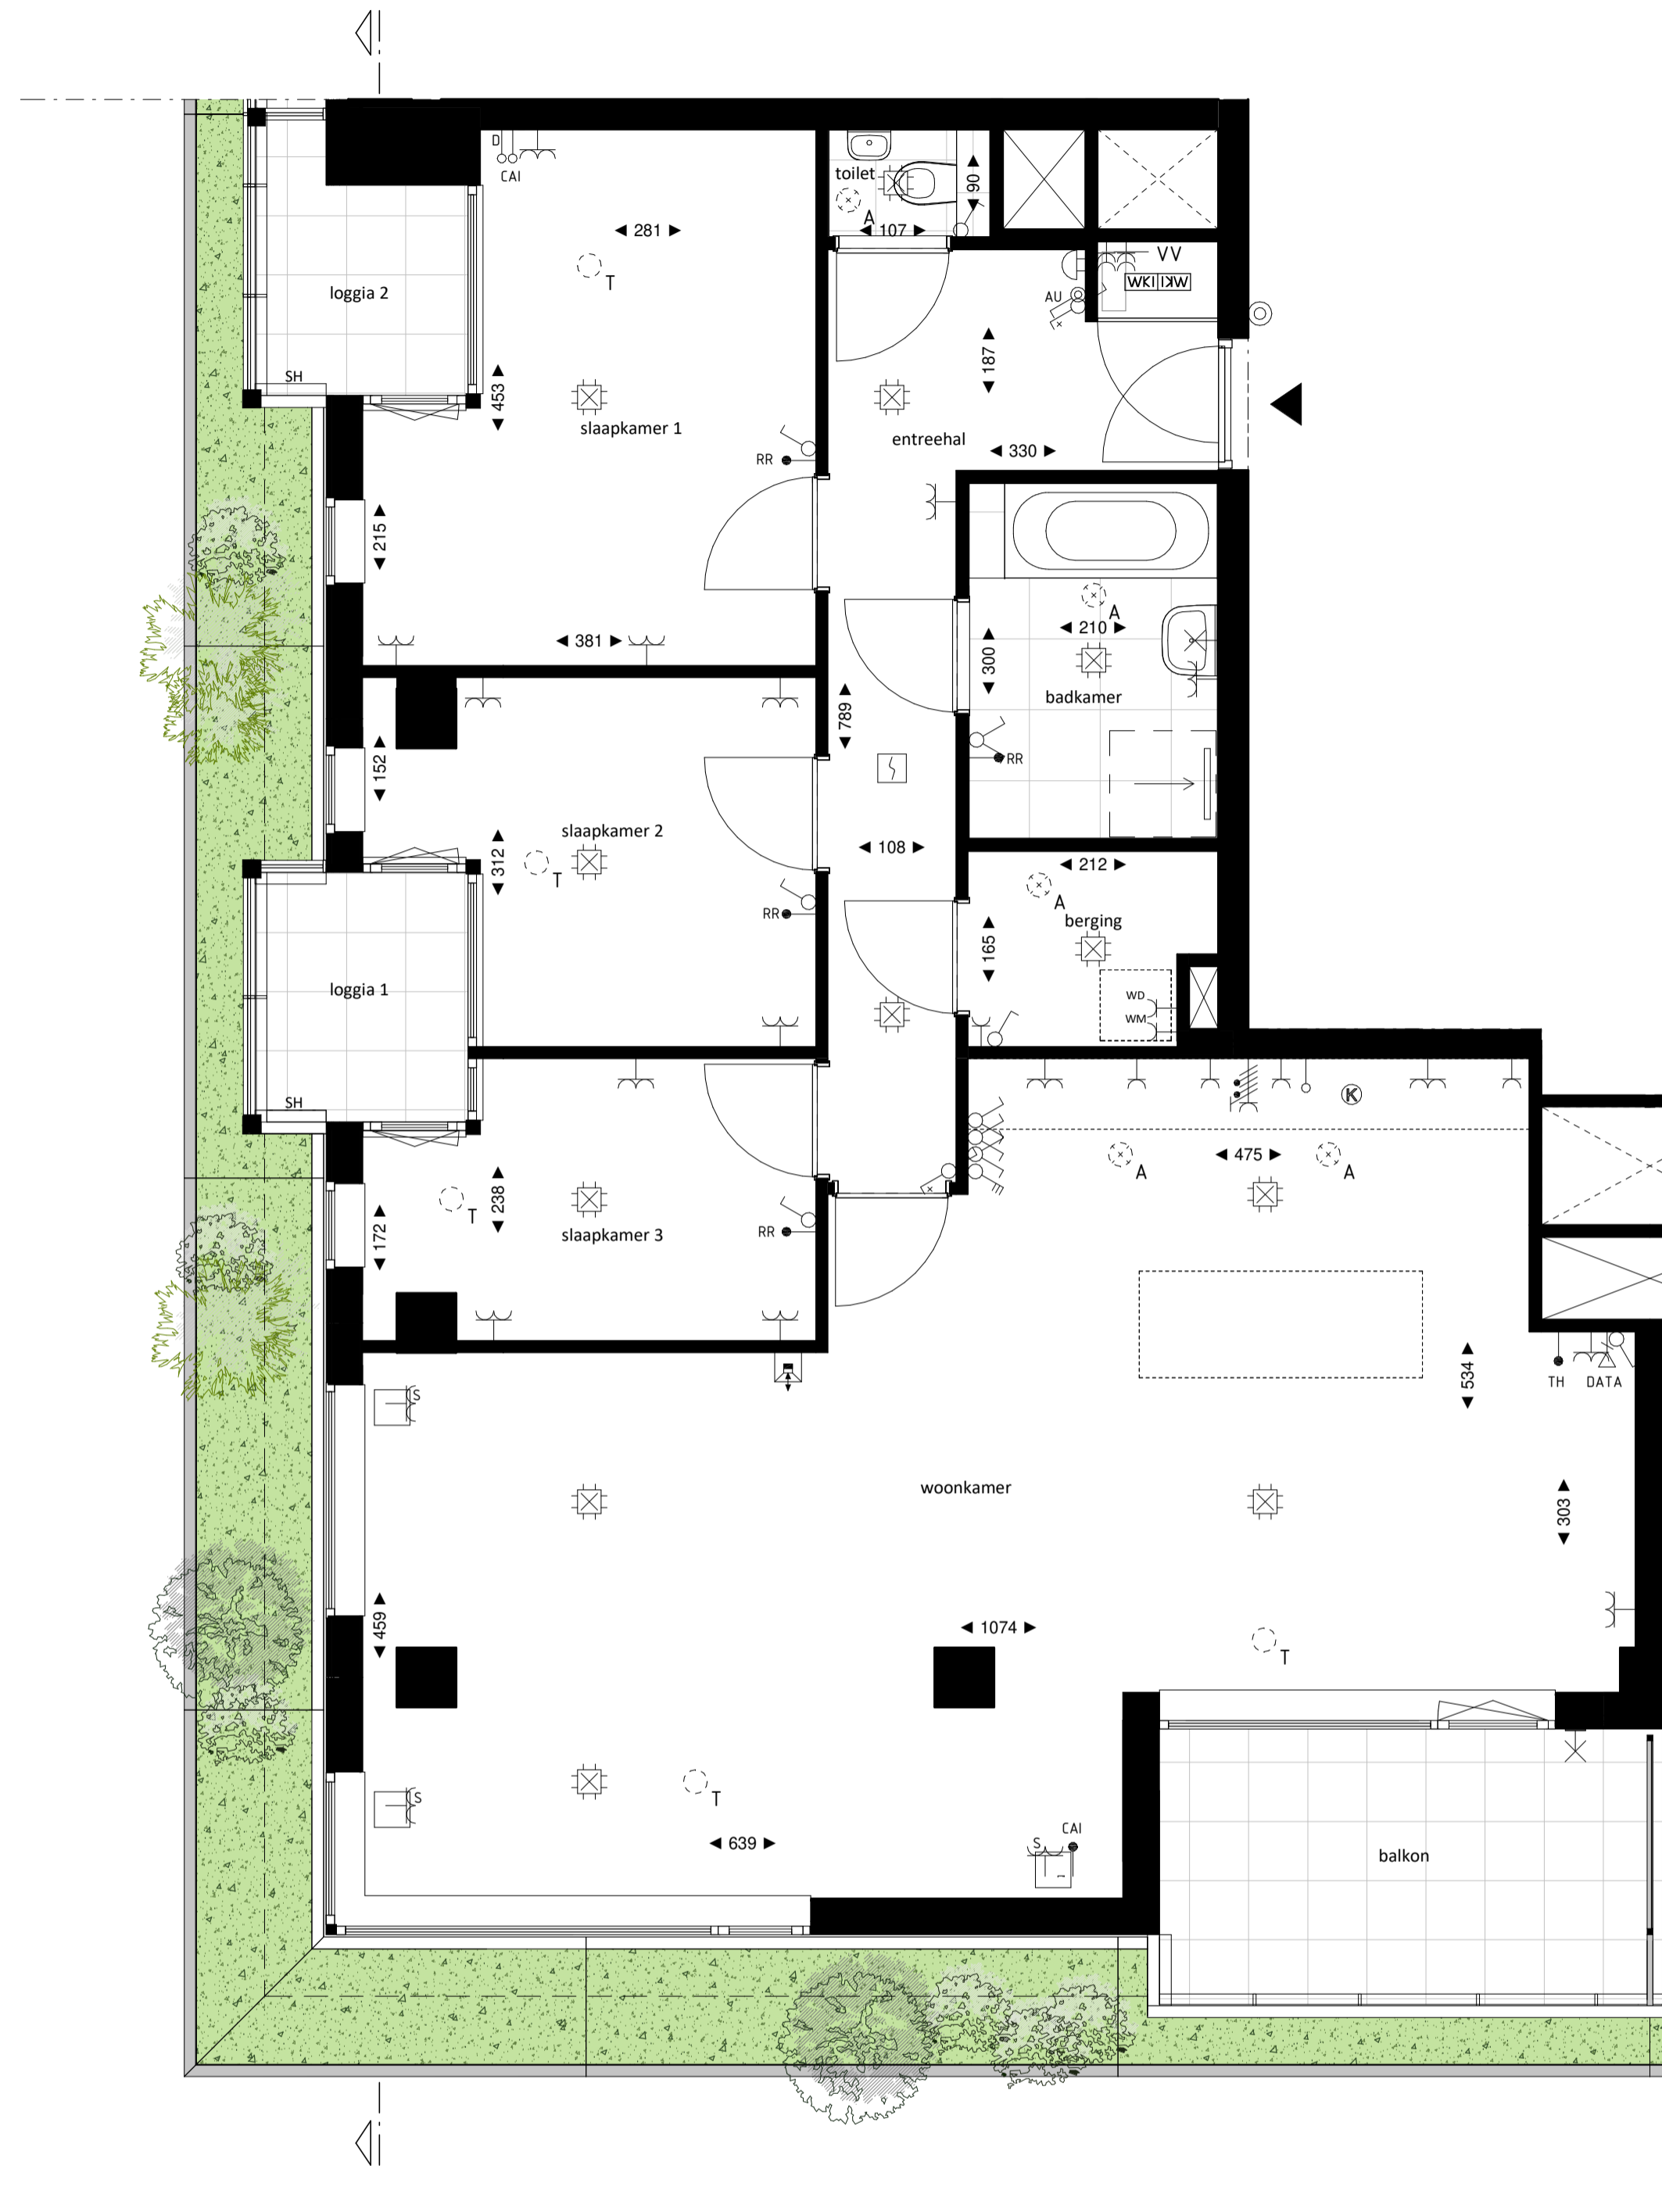 D
CAI
toilet
A
90
107
281
T
VV
WKI IKW
AU
loggia 2
187
SH
453
slaapkamer 1
entreehal
330
RR
215
A
210
381
300
badkamer
789
152
RR
slaapkamer 2
108
312
T
212
A
RR
berging
165
loggia 1
WD
WM
SH
K
475
A
A
238
T
172
slaapkamer 3
RR
534
TH
DATA
S
woonkamer
303
459
1074
T
S
T
639
CAI
S
balkon